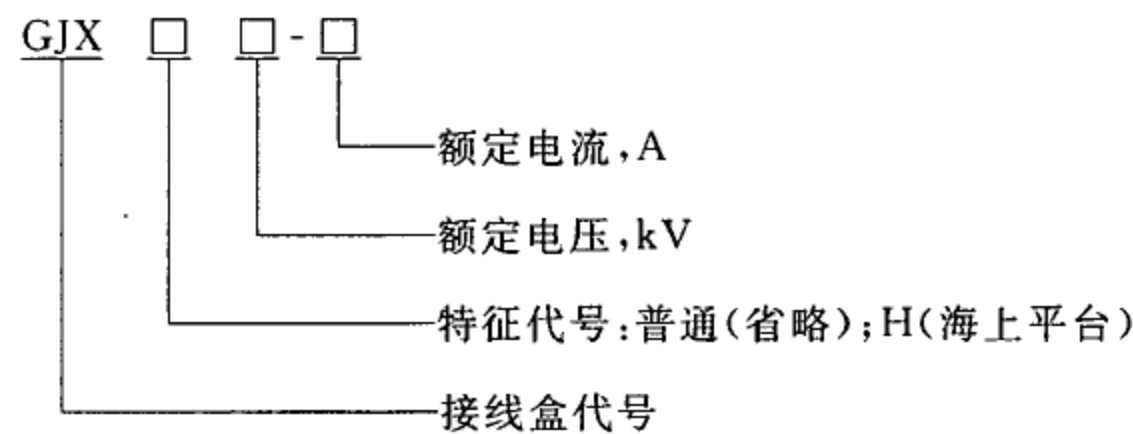 GJX □ □-□
额定电流,A
额定电压,kV
特征代号:普通(省略);H(海上平台)
接线盒代号